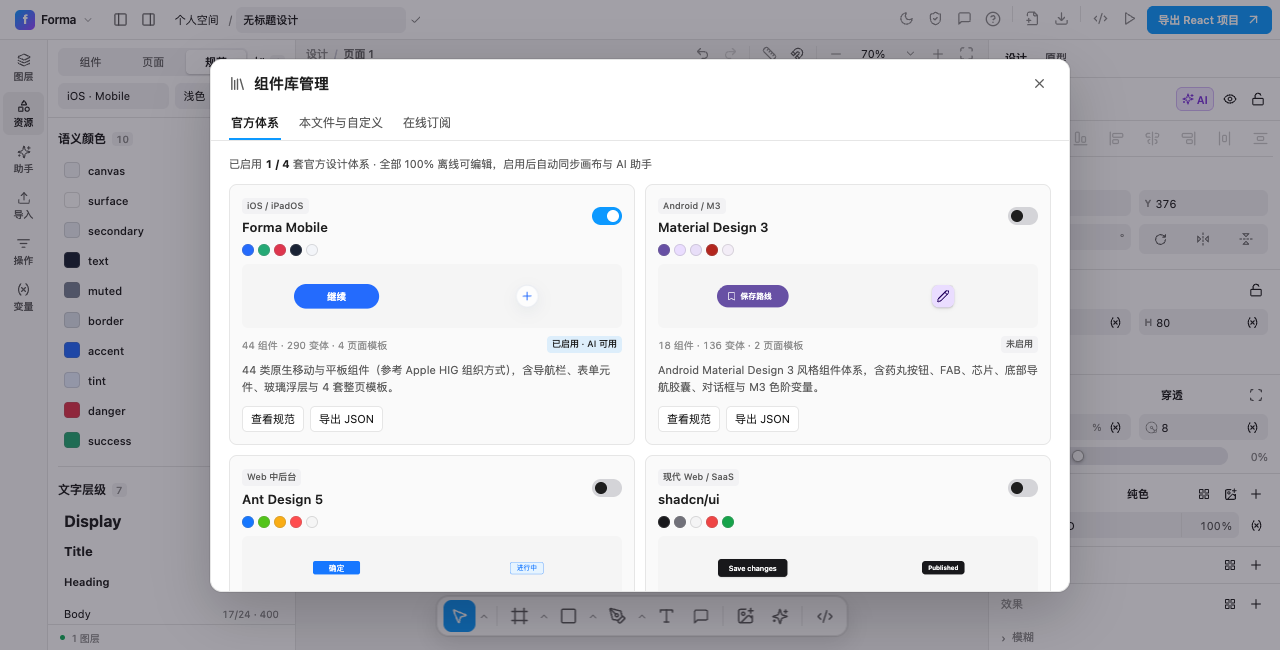 Forma
个人空间 / 无标题设计
导出 React 项目
图层
资源
助手
导入
操作
变量
组件
页面
iOS · Mobile
浅色
语义颜色 10
canvas
surface
secondary
text
muted
border
accent
tint
danger
success
文字层级 7
Display
Title
Heading
Body 17/24 · 400
1 图层
设计 / 页面 1
70%
组件库管理
官方体系
本文件与自定义
在线订阅
已启用 1 / 4 套官方设计体系 · 全部 100% 离线可编辑，启用后自动同步画布与 AI 助手
iOS / iPadOS
Forma Mobile
继续
44 组件 · 290 变体 · 4 页面模板
已启用 · AI 可用
44 类原生移动与平板组件（参考 Apple HIG 组织方式），含导航栏、表单元
件、玻璃浮层与 4 套整页模板。
查看规范
导出 JSON
Android / M3
Material Design 3
保存路线
18 组件 · 136 变体 · 2 页面模板
未启用
Android Material Design 3 风格组件体系，含药丸按钮、FAB、芯片、底部导
航胶囊、对话框与 M3 色阶变量。
查看规范
导出 JSON
Web 中后台
Ant Design 5
确定
进行中
现代 Web / SaaS
shadcn/ui
Save changes
Published
AI
Y 376
°
H 80
穿透
%
8
0%
纯色
100%
效果
模糊